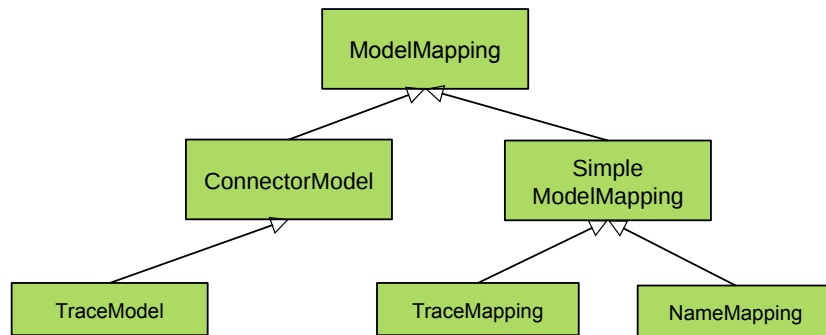 ModelMapping
ConnectorModel
Simple
ModelMapping
TraceModel
TraceMapping
NameMapping